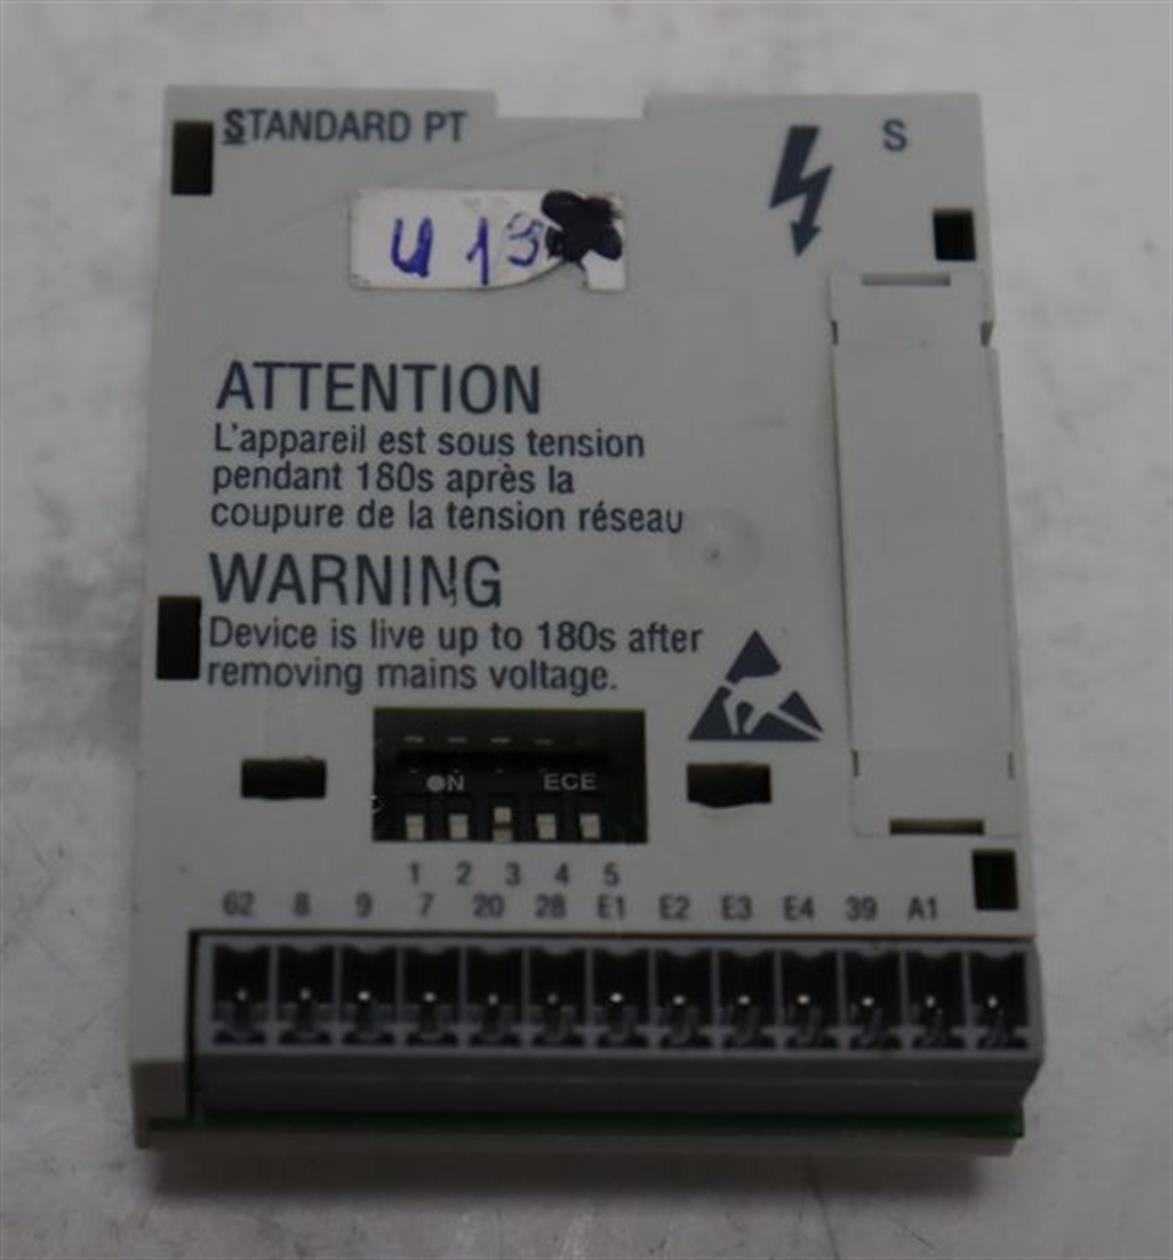 STANDARD PT
S
U 13
ATTENTION
L'appareil est sous tension
pendant 180s après la
coupure de la tension réseau
WARNING
Device is live up to 180s after
removing mains voltage.
ON ECE
1 2 3 4 5
62 8 9 7 20 28 E1 E2 E3 E4 39 A1